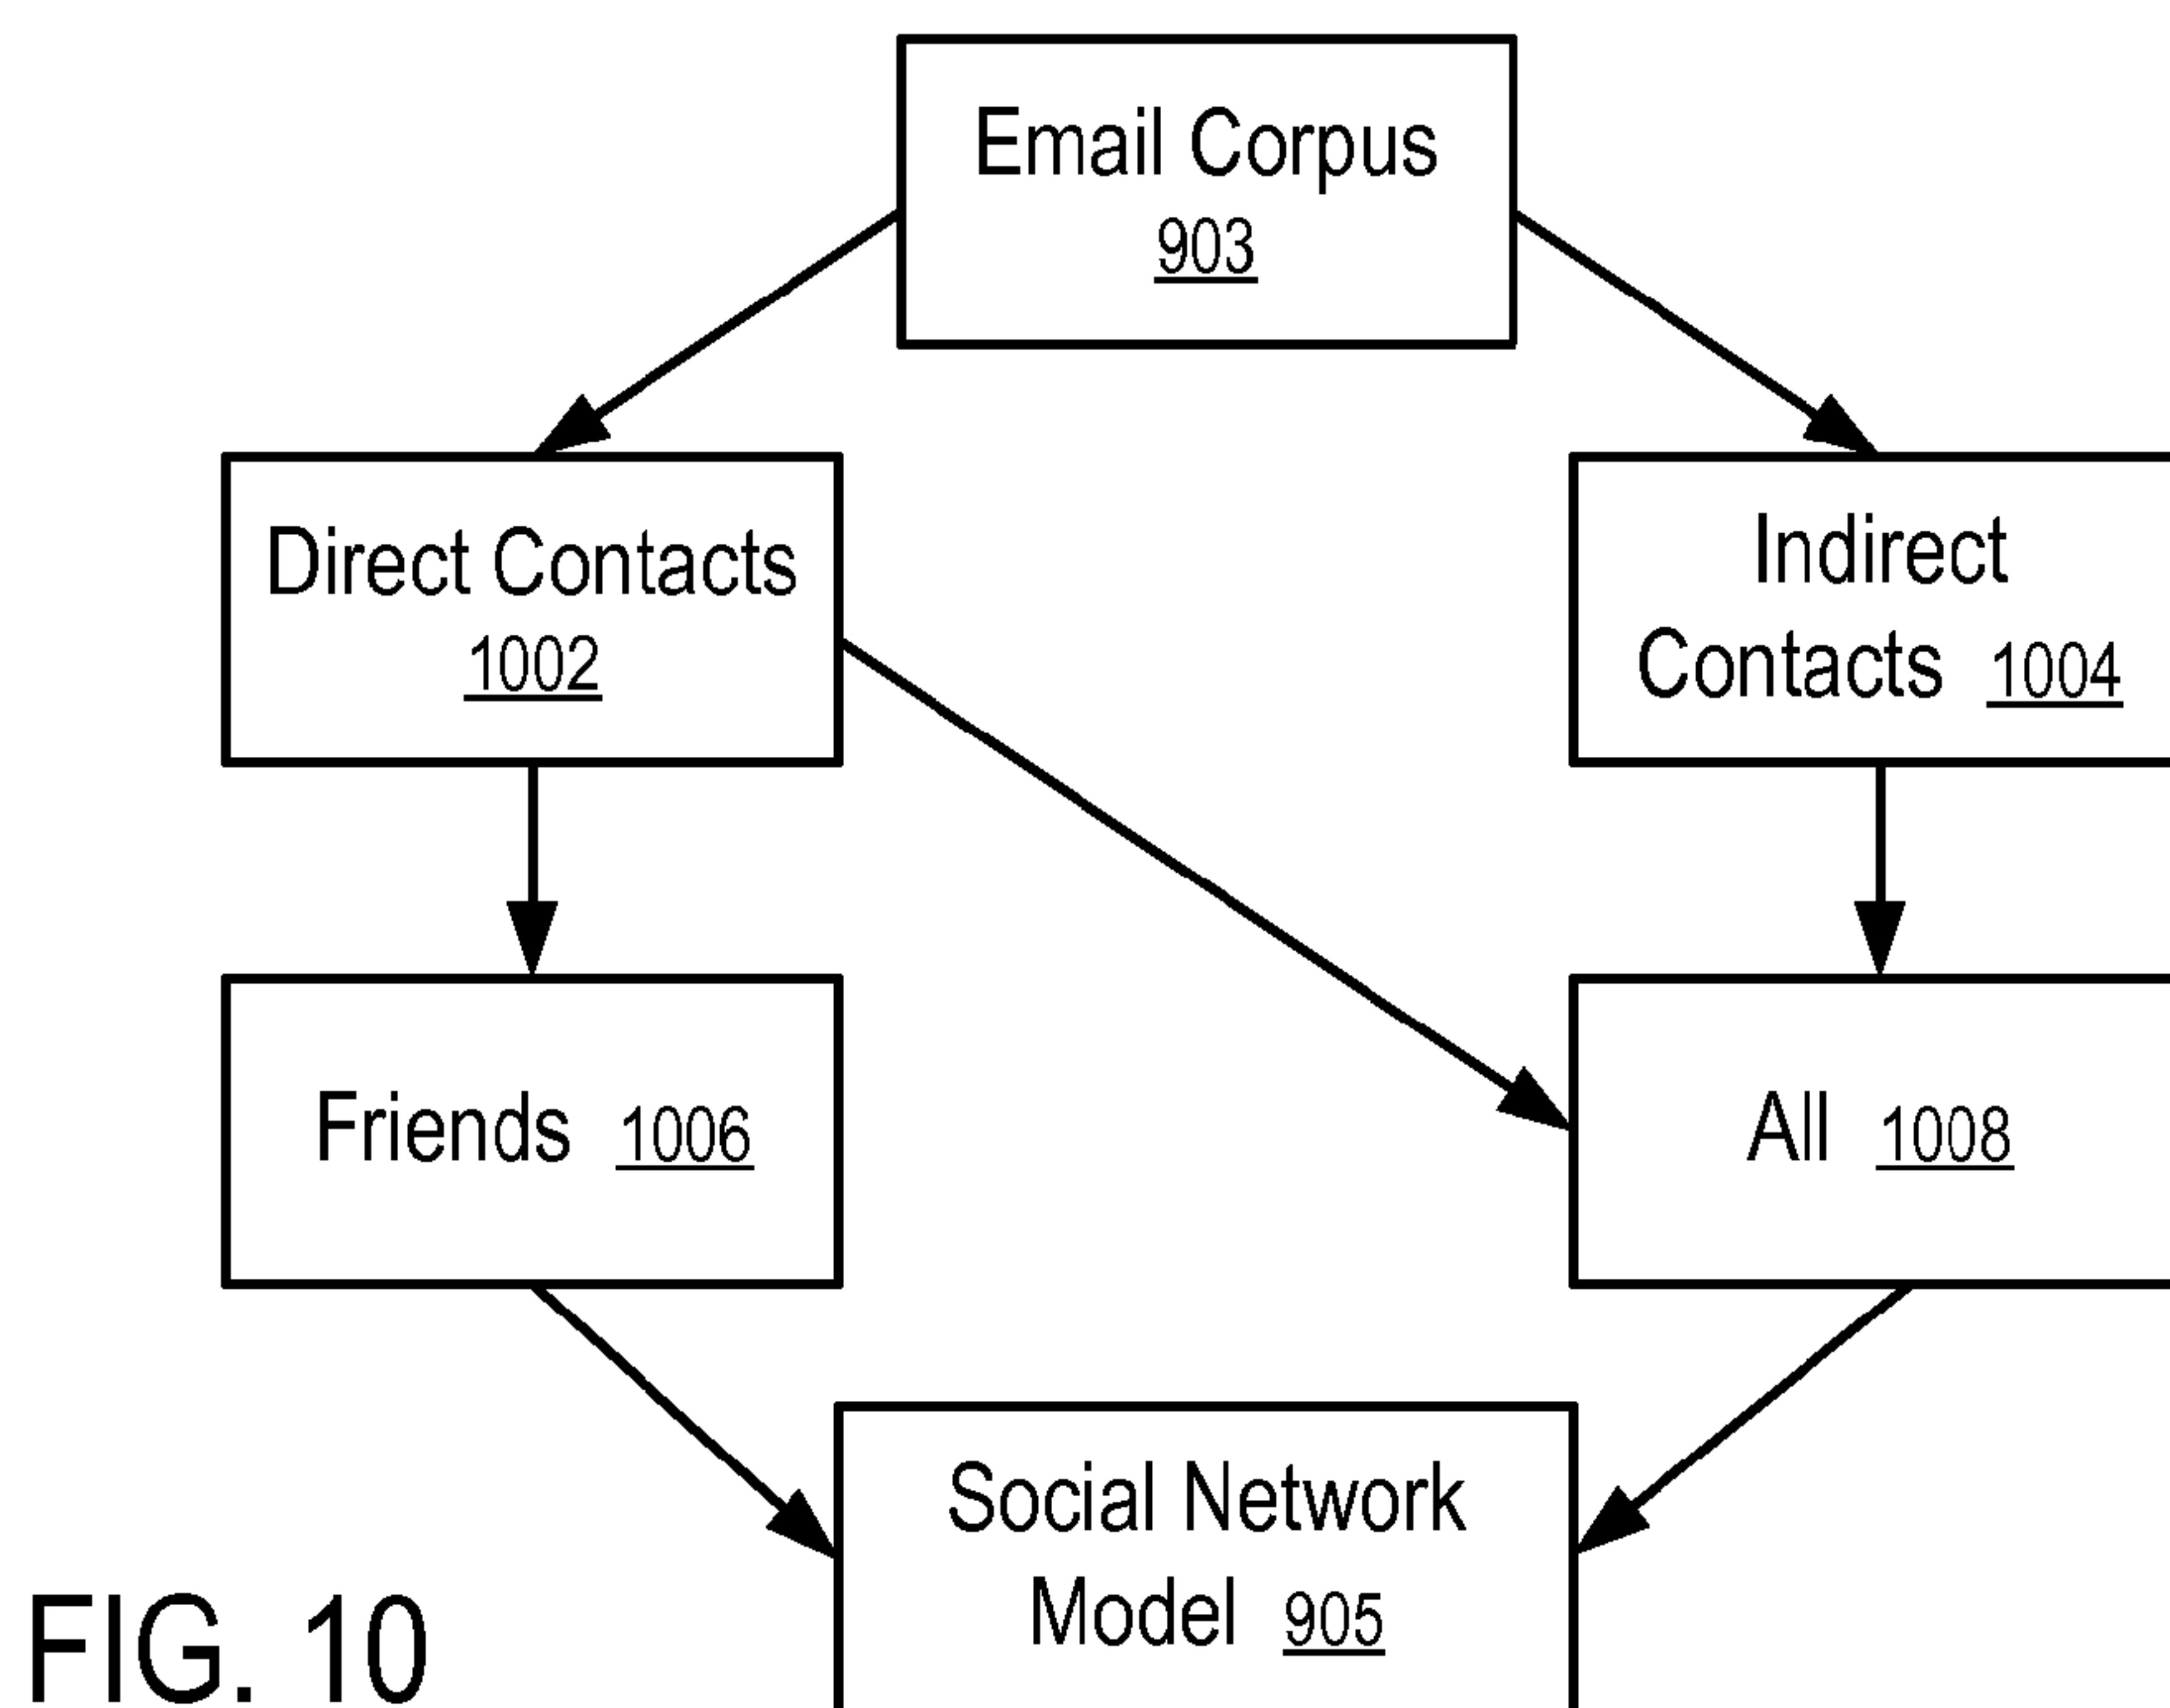 Email Corpus
903
Direct Contacts
1002
Indirect
Contacts 1004
Friends 1006
All 1008
Social Network
Model 905
FIG. 10